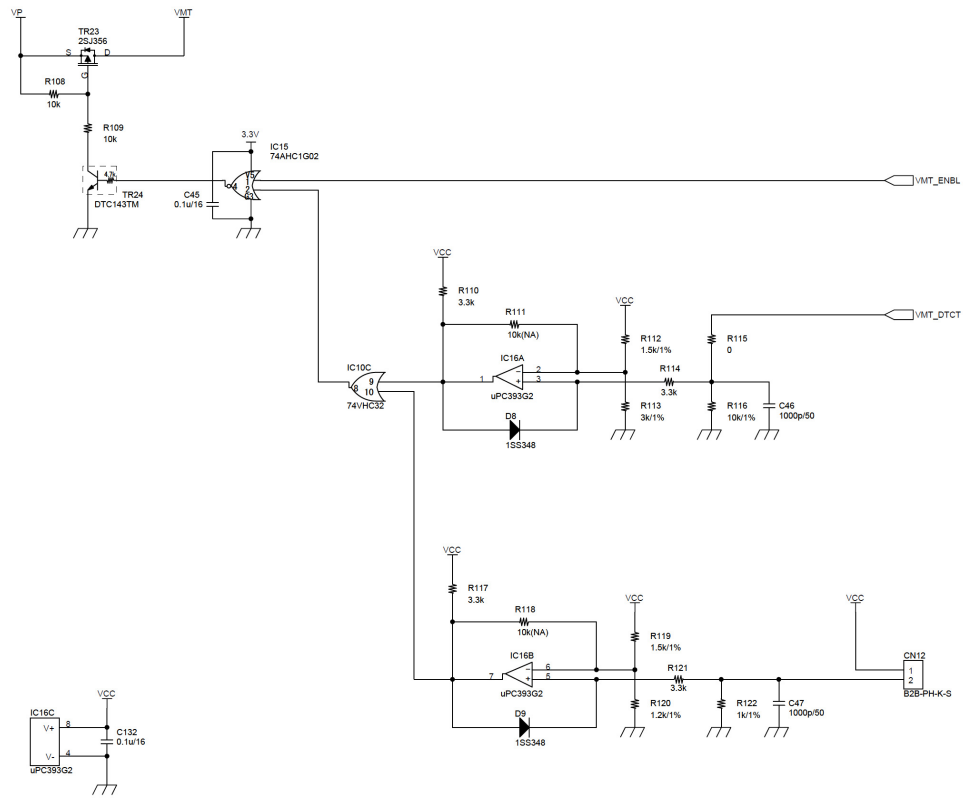 VP
VMT
TR23
2SJ356
S
D
G
R108
10k
R109
10k
3.3V
IC15
74AHC1G02
4.7k
TR24
DTC143TM
C45
0.1u/16
4
V5
1
2
G3
VMT_ENBL
VCC
R110
3.3k
R111
10k(NA)
VCC
R112
1.5k/1%
VMT_DTCT
R115
0
IC16A
1
2
3
−
+
uPC393G2
R114
3.3k
IC10C
8
9
10
74VHC32
R113
3k/1%
R116
10k/1%
C46
1000p/50
D8
1SS348
VCC
R117
3.3k
R118
10k(NA)
VCC
R119
1.5k/1%
VCC
IC16B
7
6
5
−
+
uPC393G2
R121
3.3k
CN12
1
2
B2B-PH-K-S
R120
1.2k/1%
R122
1k/1%
C47
1000p/50
D9
1SS348
VCC
IC16C
V+
8
V-
4
uPC393G2
C132
0.1u/16